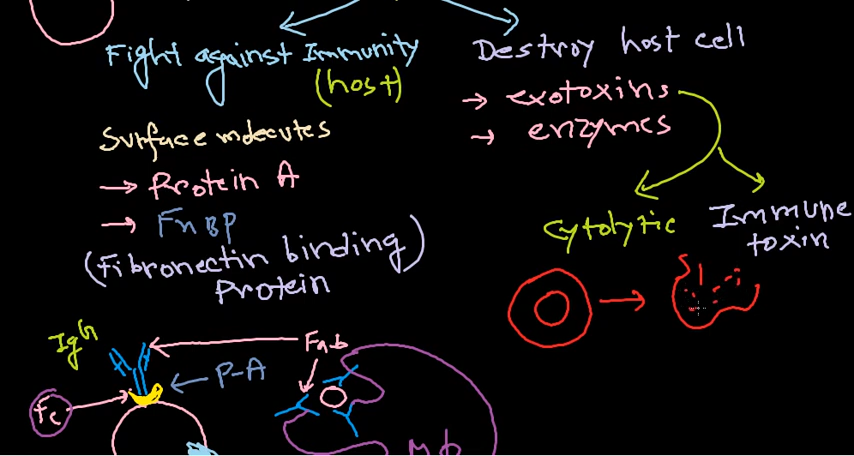 Fight against Immunity
(host)
Surface molecules
→ Protein A
→ FnBP
(Fibronectin binding)
Protein
Destroy host cell
→ exotoxins
→ enzymes
Cytolytic
Immune
toxin
IgG
Fab
P-A
Fc
Mφ